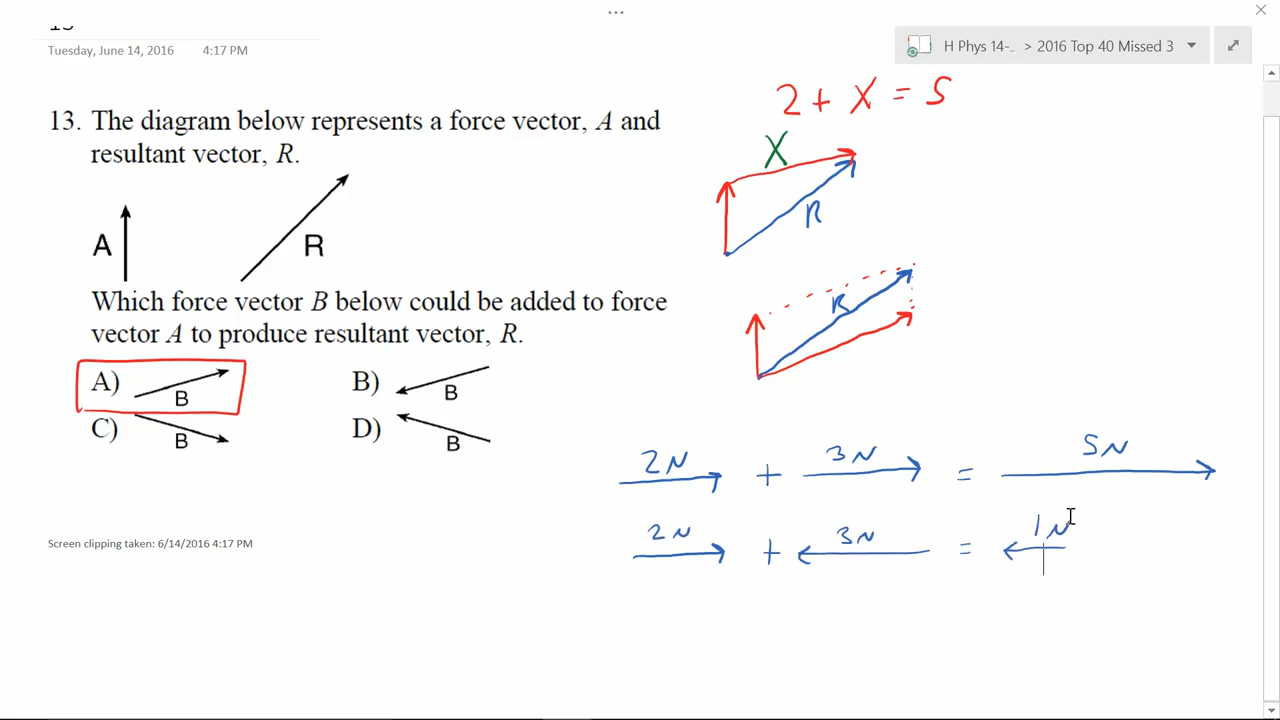 13
Tuesday, June 14, 2016 4:17 PM
H Phys 14-.. > 2016 Top 40 Missed 3
2 + X = 5
13. The diagram below represents a force vector, A and
resultant vector, R.
X
R
A
R
Which force vector B below could be added to force
vector A to produce resultant vector, R.
R
A) B
B) B
C) B
D) B
2N + 3N = 5N
2N + 3N = 1N
Screen clipping taken: 6/14/2016 4:17 PM